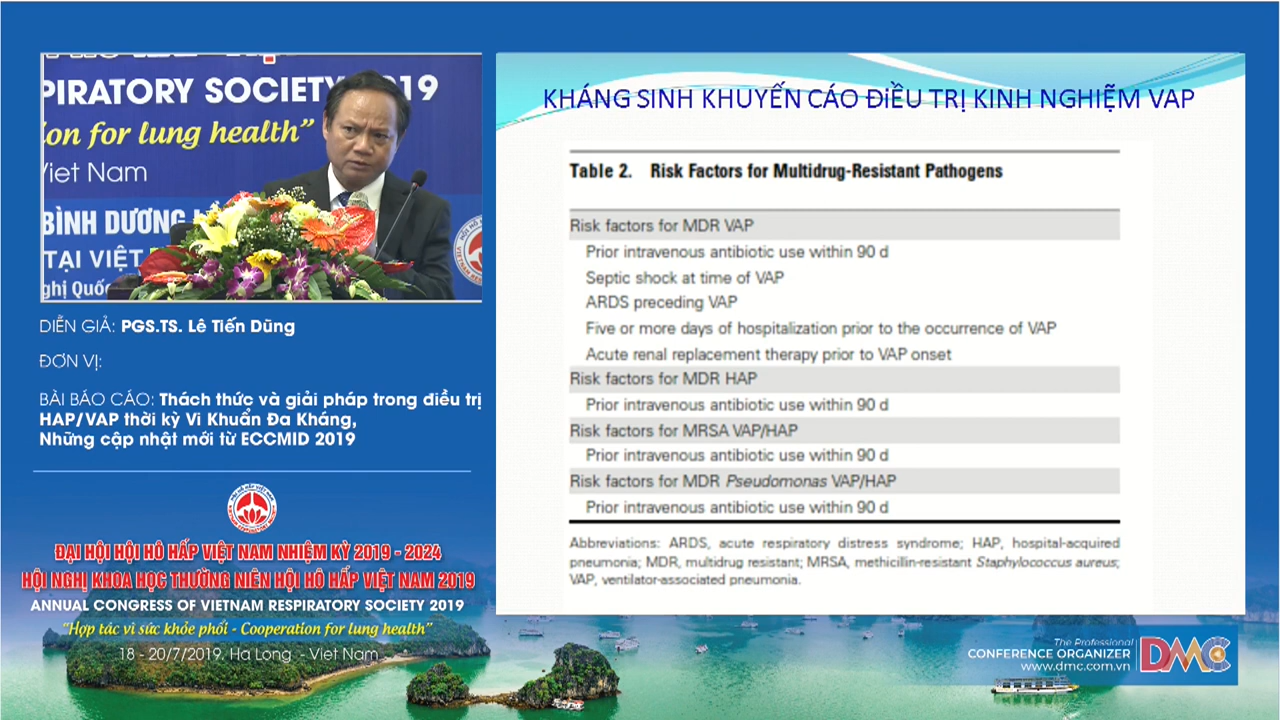 PIRATORY SOCIETY 2019
ion for lung health”
Viet Nam
BÌNH DƯƠNG
TẠI VIỆT
ghị Quốc
DIỄN GIẢ: PGS.TS. Lê Tiến Dũng
ĐƠN VỊ:
BÀI BÁO CÁO: Thách thức và giải pháp trong điều trị
HAP/VAP thời kỳ Vi Khuẩn Đa Kháng,
Những cập nhật mới từ ECCMID 2019
ĐẠI HỘI HỘI HÔ HẤP VIỆT NAM NHIỆM KỲ 2019 - 2024
HỘI NGHỊ KHOA HỌC THƯỜNG NIÊN HỘI HÔ HẤP VIỆT NAM 2019
ANNUAL CONGRESS OF VIETNAM RESPIRATORY SOCIETY 2019
“Hợp tác vì sức khỏe phổi - Cooperation for lung health”
18 - 20/7/2019. Ha Long - Viet Nam
KHÁNG SINH KHUYẾN CÁO ĐIỀU TRỊ KINH NGHIỆM VAP
Table 2. Risk Factors for Multidrug-Resistant Pathogens
Risk factors for MDR VAP
Prior intravenous antibiotic use within 90 d
Septic shock at time of VAP
ARDS preceding VAP
Five or more days of hospitalization prior to the occurrence of VAP
Acute renal replacement therapy prior to VAP onset
Risk factors for MDR HAP
Prior intravenous antibiotic use within 90 d
Risk factors for MRSA VAP/HAP
Prior intravenous antibiotic use within 90 d
Risk factors for MDR Pseudomonas VAP/HAP
Prior intravenous antibiotic use within 90 d
Abbreviations: ARDS, acute respiratory distress syndrome; HAP, hospital-acquired
pneumonia; MDR, multidrug resistant; MRSA, methicillin-resistant Staphylococcus aureus;
VAP, ventilator-associated pneumonia.
The Professional
CONFERENCE ORGANIZER
www.dmc.com.vn
DMC